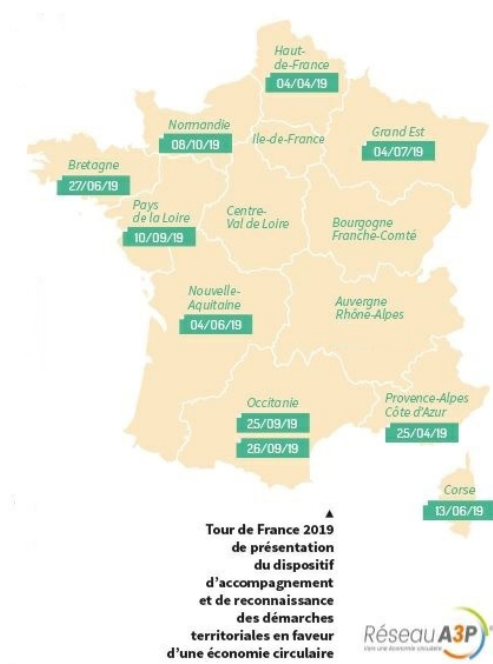 Haut-
de-France
04/04/19
Normandie
08/10/19
Ile-de-France
Grand Est
04/07/19
Bretagne
27/06/19
Pays
de la Loire
10/09/19
Centre-
Val de Loire
Bourgogne
Franche-Comté
Nouvelle-
Aquitaine
04/06/19
Auvergne
Rhône-Alpes
Occitanie
25/09/19
26/09/19
Provence-Alpes
Côte d'Azur
25/04/19
Corse
13/06/19
Tour de France 2019
de présentation
du dispositif
d'accompagnement
et de reconnaissance
des démarches
territoriales en faveur
d'une économie circulaire
Réseau A3P®
Vers une économie circulaire